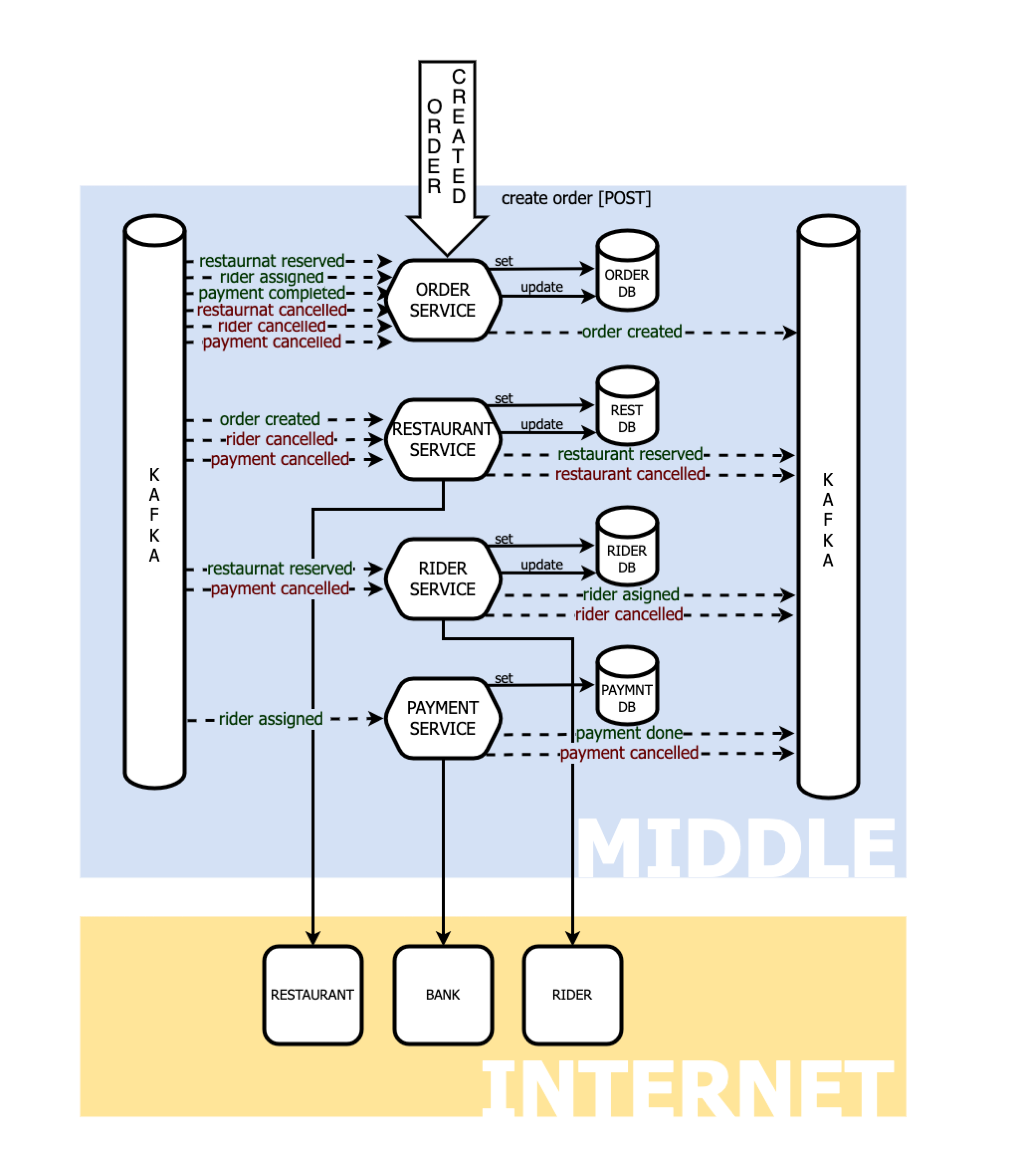 ORDER
CREATED
create order [POST]
restaurnat reserved
rider assigned
payment completed
restaurnat cancelled
rider cancelled
payment cancelled
ORDER
SERVICE
set
update
ORDER
DB
order created
order created
rider cancelled
payment cancelled
RESTAURANT
SERVICE
set
update
REST
DB
restaurant reserved
restaurant cancelled
KAFKA
KAFKA
restaurnat reserved
payment cancelled
RIDER
SERVICE
set
update
RIDER
DB
rider asigned
rider cancelled
rider assigned
PAYMENT
SERVICE
set
PAYMNT
DB
payment done
payment cancelled
MIDDLE
RESTAURANT
BANK
RIDER
INTERNET